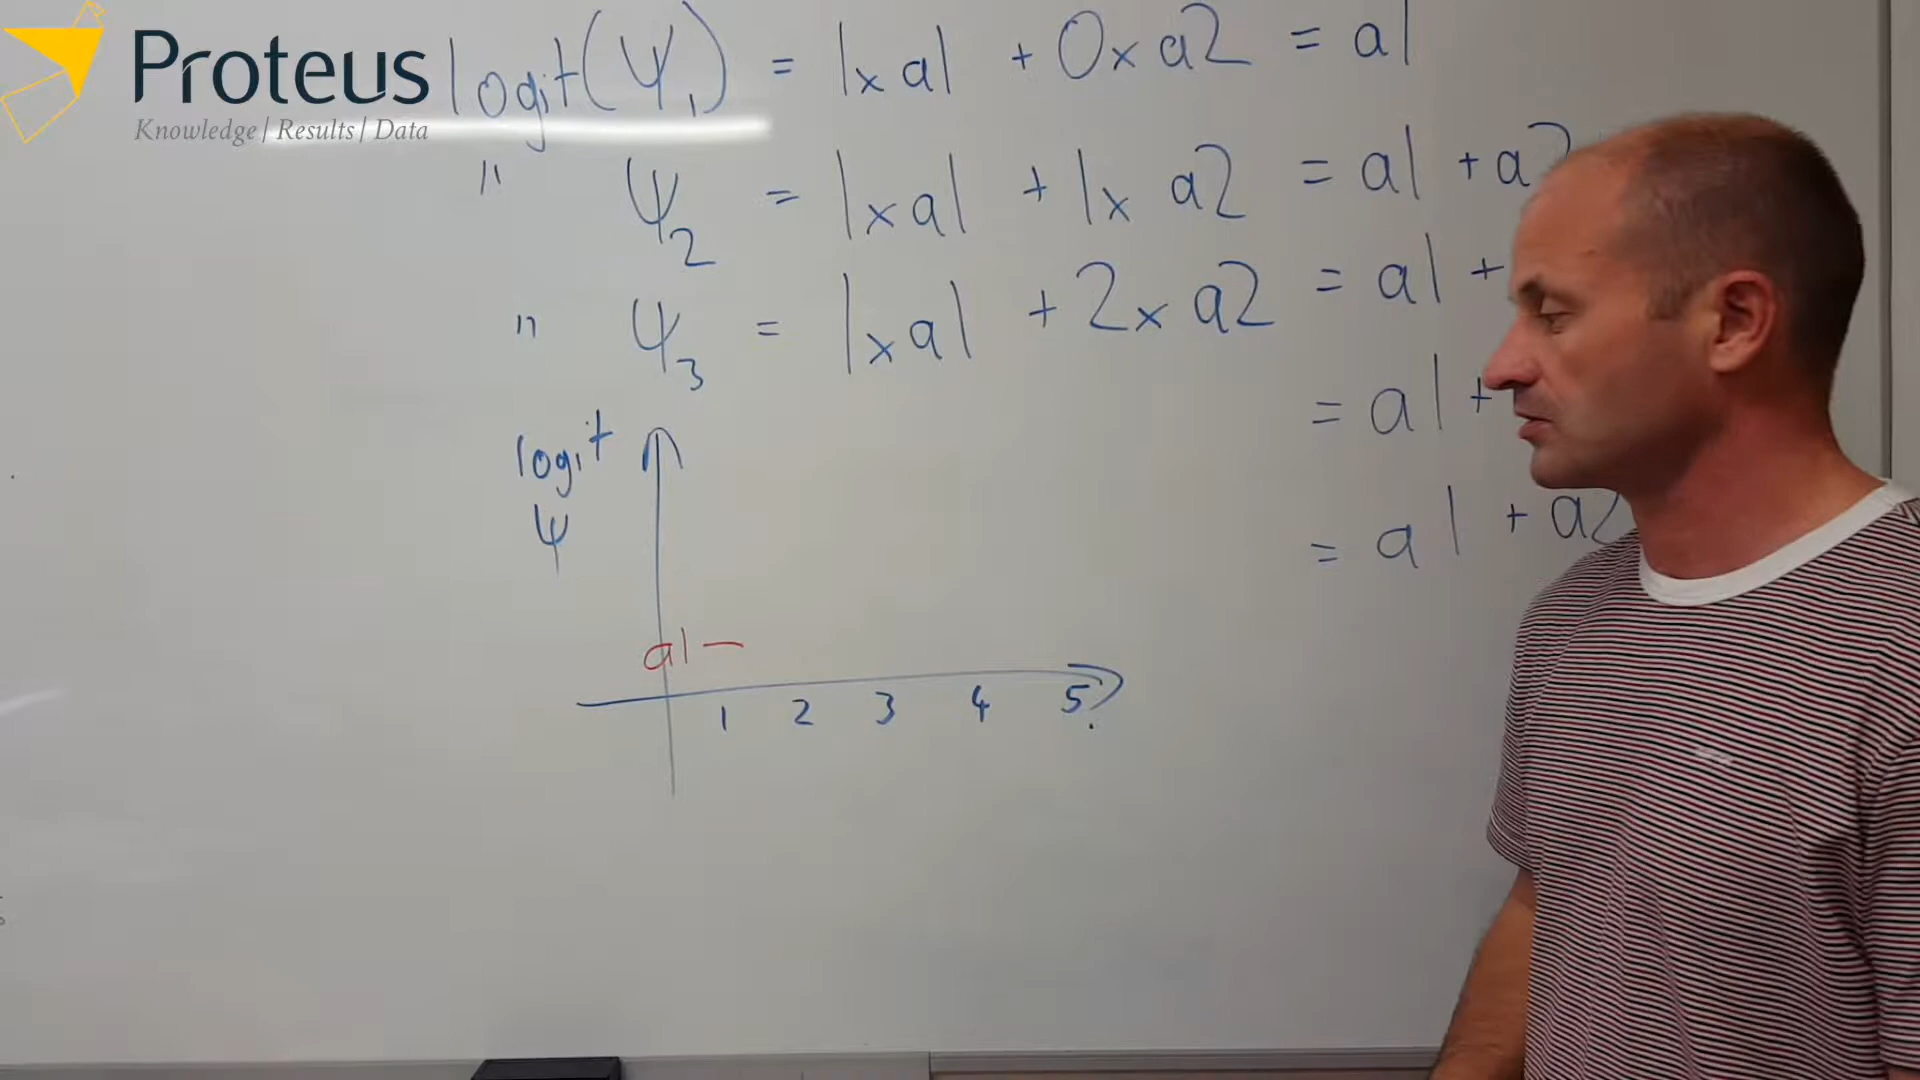 Proteus
Knowledge | Results | Data
logit(ψ1) = 1 x a1 + 0 x a2 = a1
" ψ2 = 1 x a1 + 1 x a2 = a1 + a2
" ψ3 = 1 x a1 + 2 x a2 = a1 +
= a1 +
= a1 + a2
logit
ψ
a1 –
1 2 3 4 5